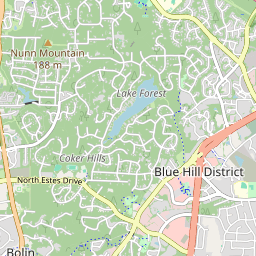 Nunn Mountain
188 m
Lake Forest
Coker Hills
Blue Hill District
North Estes Drive
Bolin